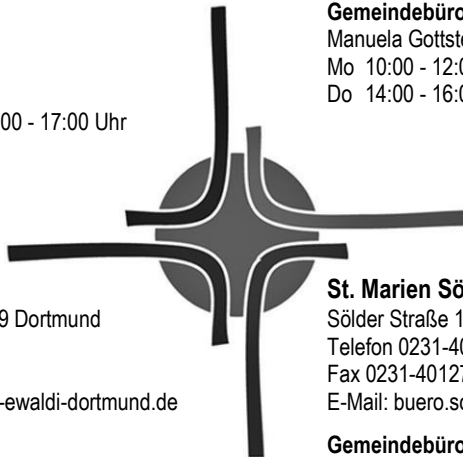 00 - 17:00 Uhr
9 Dortmund
-ewaldi-dortmund.de
Gemeindebüro
Manuela Gottste
Mo 10:00 - 12:0
Do 14:00 - 16:0
St. Marien Sö
Sölder Straße 1
Telefon 0231-40
Fax 0231-40127
E-Mail: buero.so
Gemeindebüro